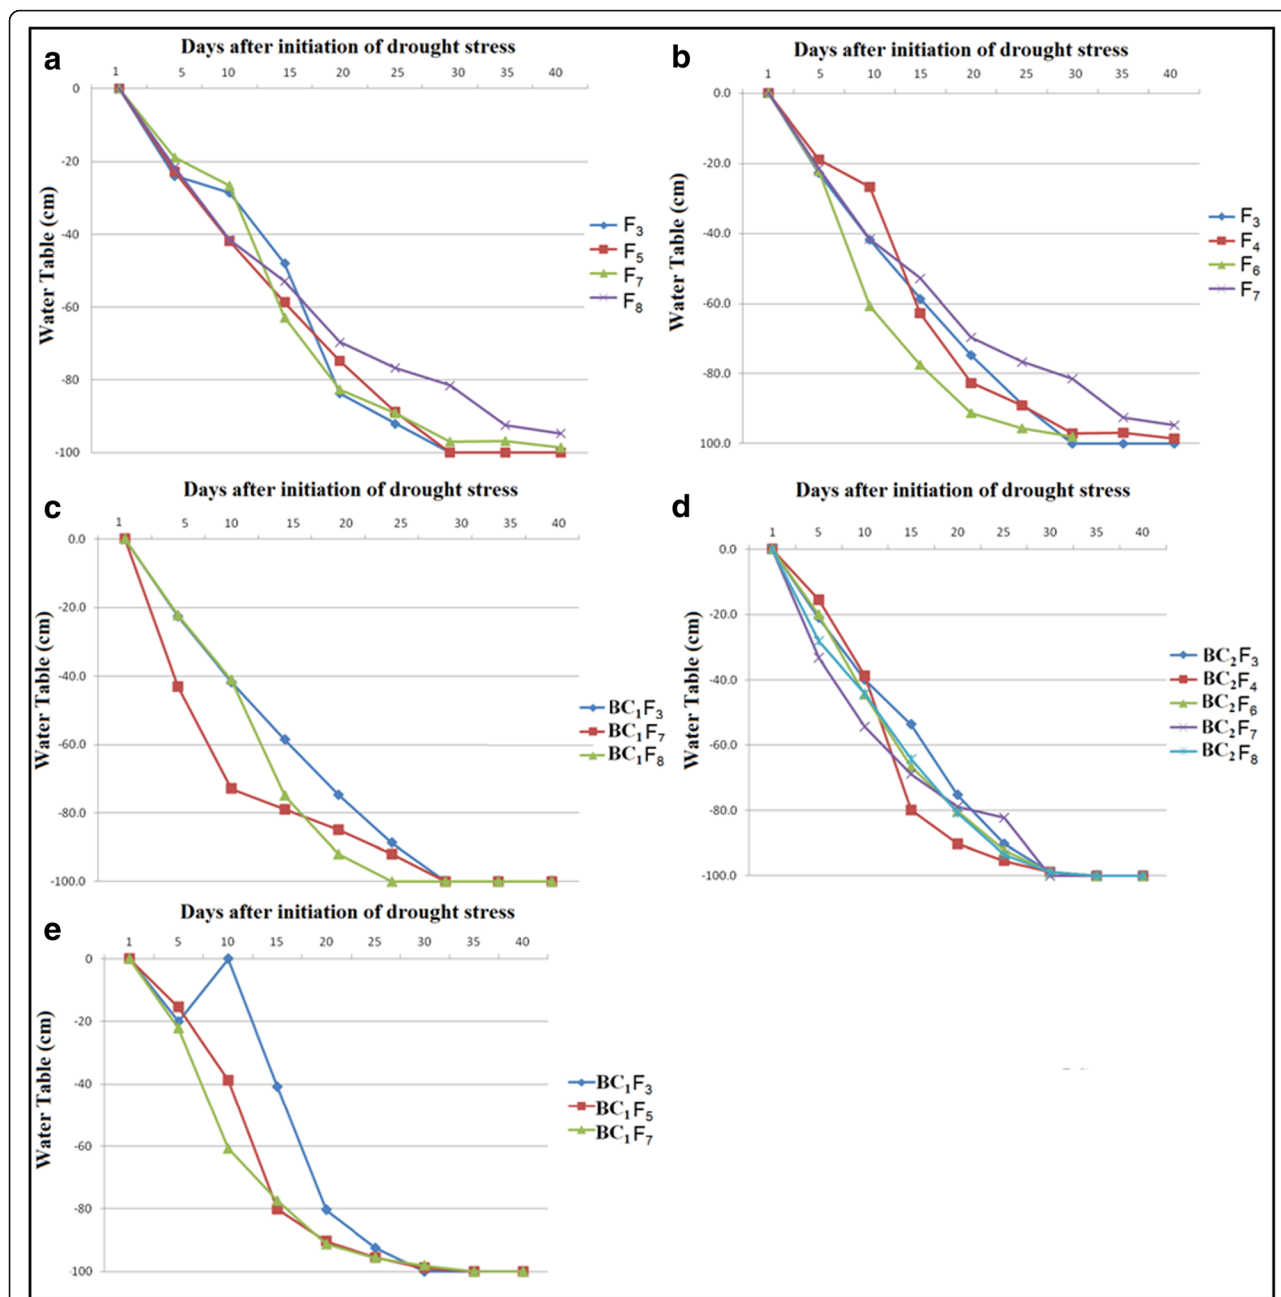 a
Days after initiation of drought stress
1 5 10 15 20 25 30 35 40
0
-20
-40
-60
-80
-100
Water Table (cm)
F3
F5
F7
F8
b
Days after initiation of drought stress
1 5 10 15 20 25 30 35 40
0.0
-20.0
-40.0
-60.0
-80.0
100.0
Water Table (cm)
F3
F4
F6
F7
c
Days after initiation of drought stress
1 5 10 15 20 25 30 35 40
0.0
-20.0
-40.0
-60.0
-80.0
-100.0
Water Table (cm)
BC1F3
BC1F7
BC1F8
d
Days after initiation of drought stress
1 5 10 15 20 25 30 35 40
0.0
-20.0
-40.0
-60.0
-80.0
-100.0
Water Table (cm)
BC2F3
BC2F4
BC2F6
BC2F7
BC2F8
e
Days after initiation of drought stress
1 5 10 15 20 25 30 35 40
0
-20
-40
-60
-80
-100
Water Table (cm)
BC1F3
BC1F5
BC1F7